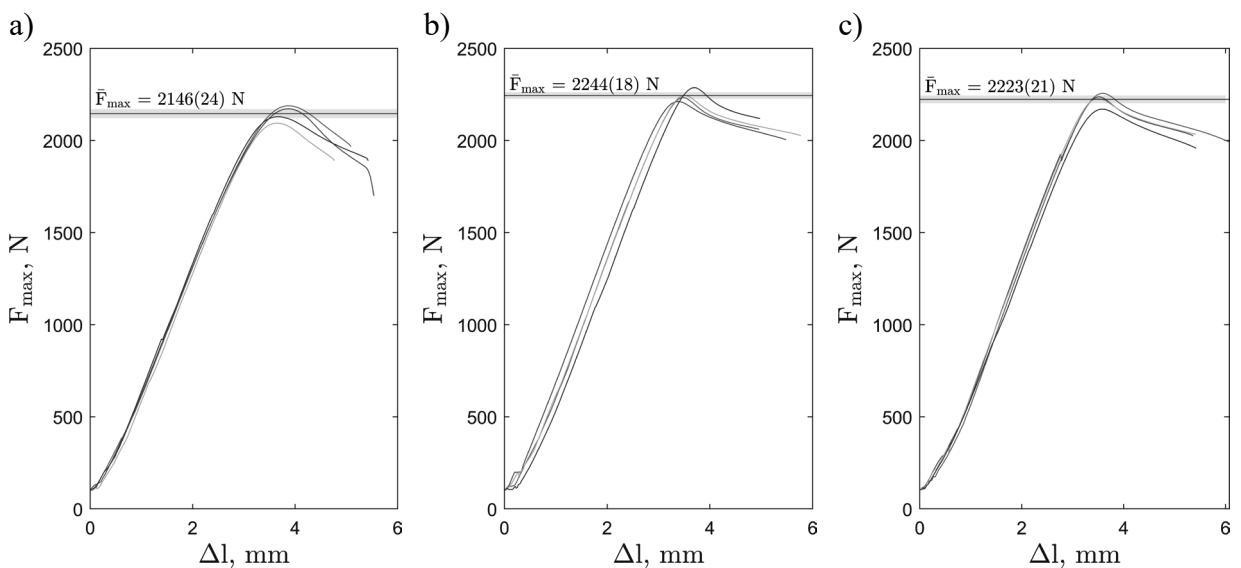 a)
2500
2000
1500
1000
500
0
F̄max = 2146(24) N
Fmax, N
0 2 4 6
Δl, mm
b)
2500
2000
1500
1000
500
0
F̄max = 2244(18) N
Fmax, N
0 2 4 6
Δl, mm
c)
2500
2000
1500
1000
500
0
F̄max = 2223(21) N
Fmax, N
0 2 4 6
Δl, mm